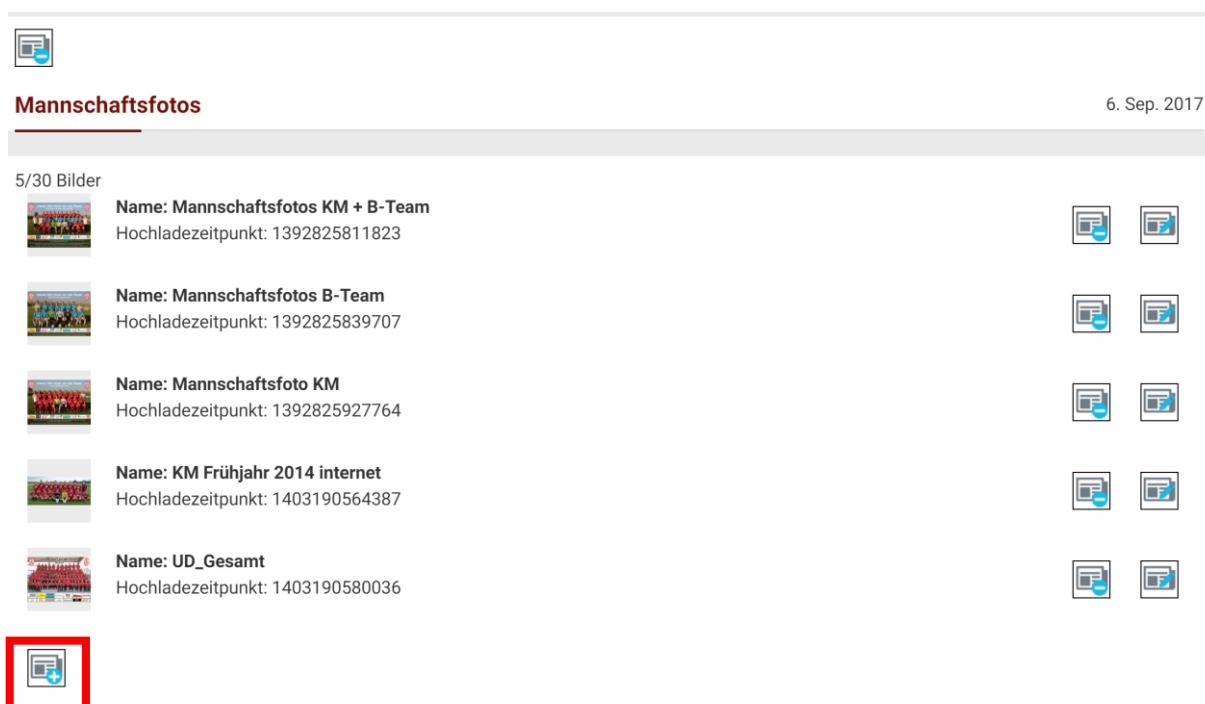 Mannschaftsfotos
6. Sep. 2017
5/30 Bilder
Name: Mannschaftsfotos KM + B-Team
Hochladezeitpunkt: 1392825811823
Name: Mannschaftsfotos B-Team
Hochladezeitpunkt: 1392825839707
Name: Mannschaftsfoto KM
Hochladezeitpunkt: 1392825927764
Name: KM Frühjahr 2014 internet
Hochladezeitpunkt: 1403190564387
Name: UD_Gesamt
Hochladezeitpunkt: 1403190580036